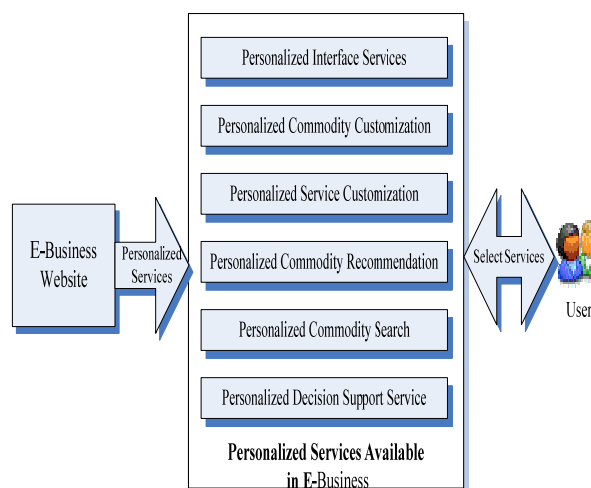 Personalized Interface Services
Personalized Commodity Customization
Personalized Service Customization
E-Business
Website
Personalized
Services
Personalized Commodity Recommendation
Select Services
Personalized Commodity Search
User
Personalized Decision Support Service
Personalized Services Available
in E-Business